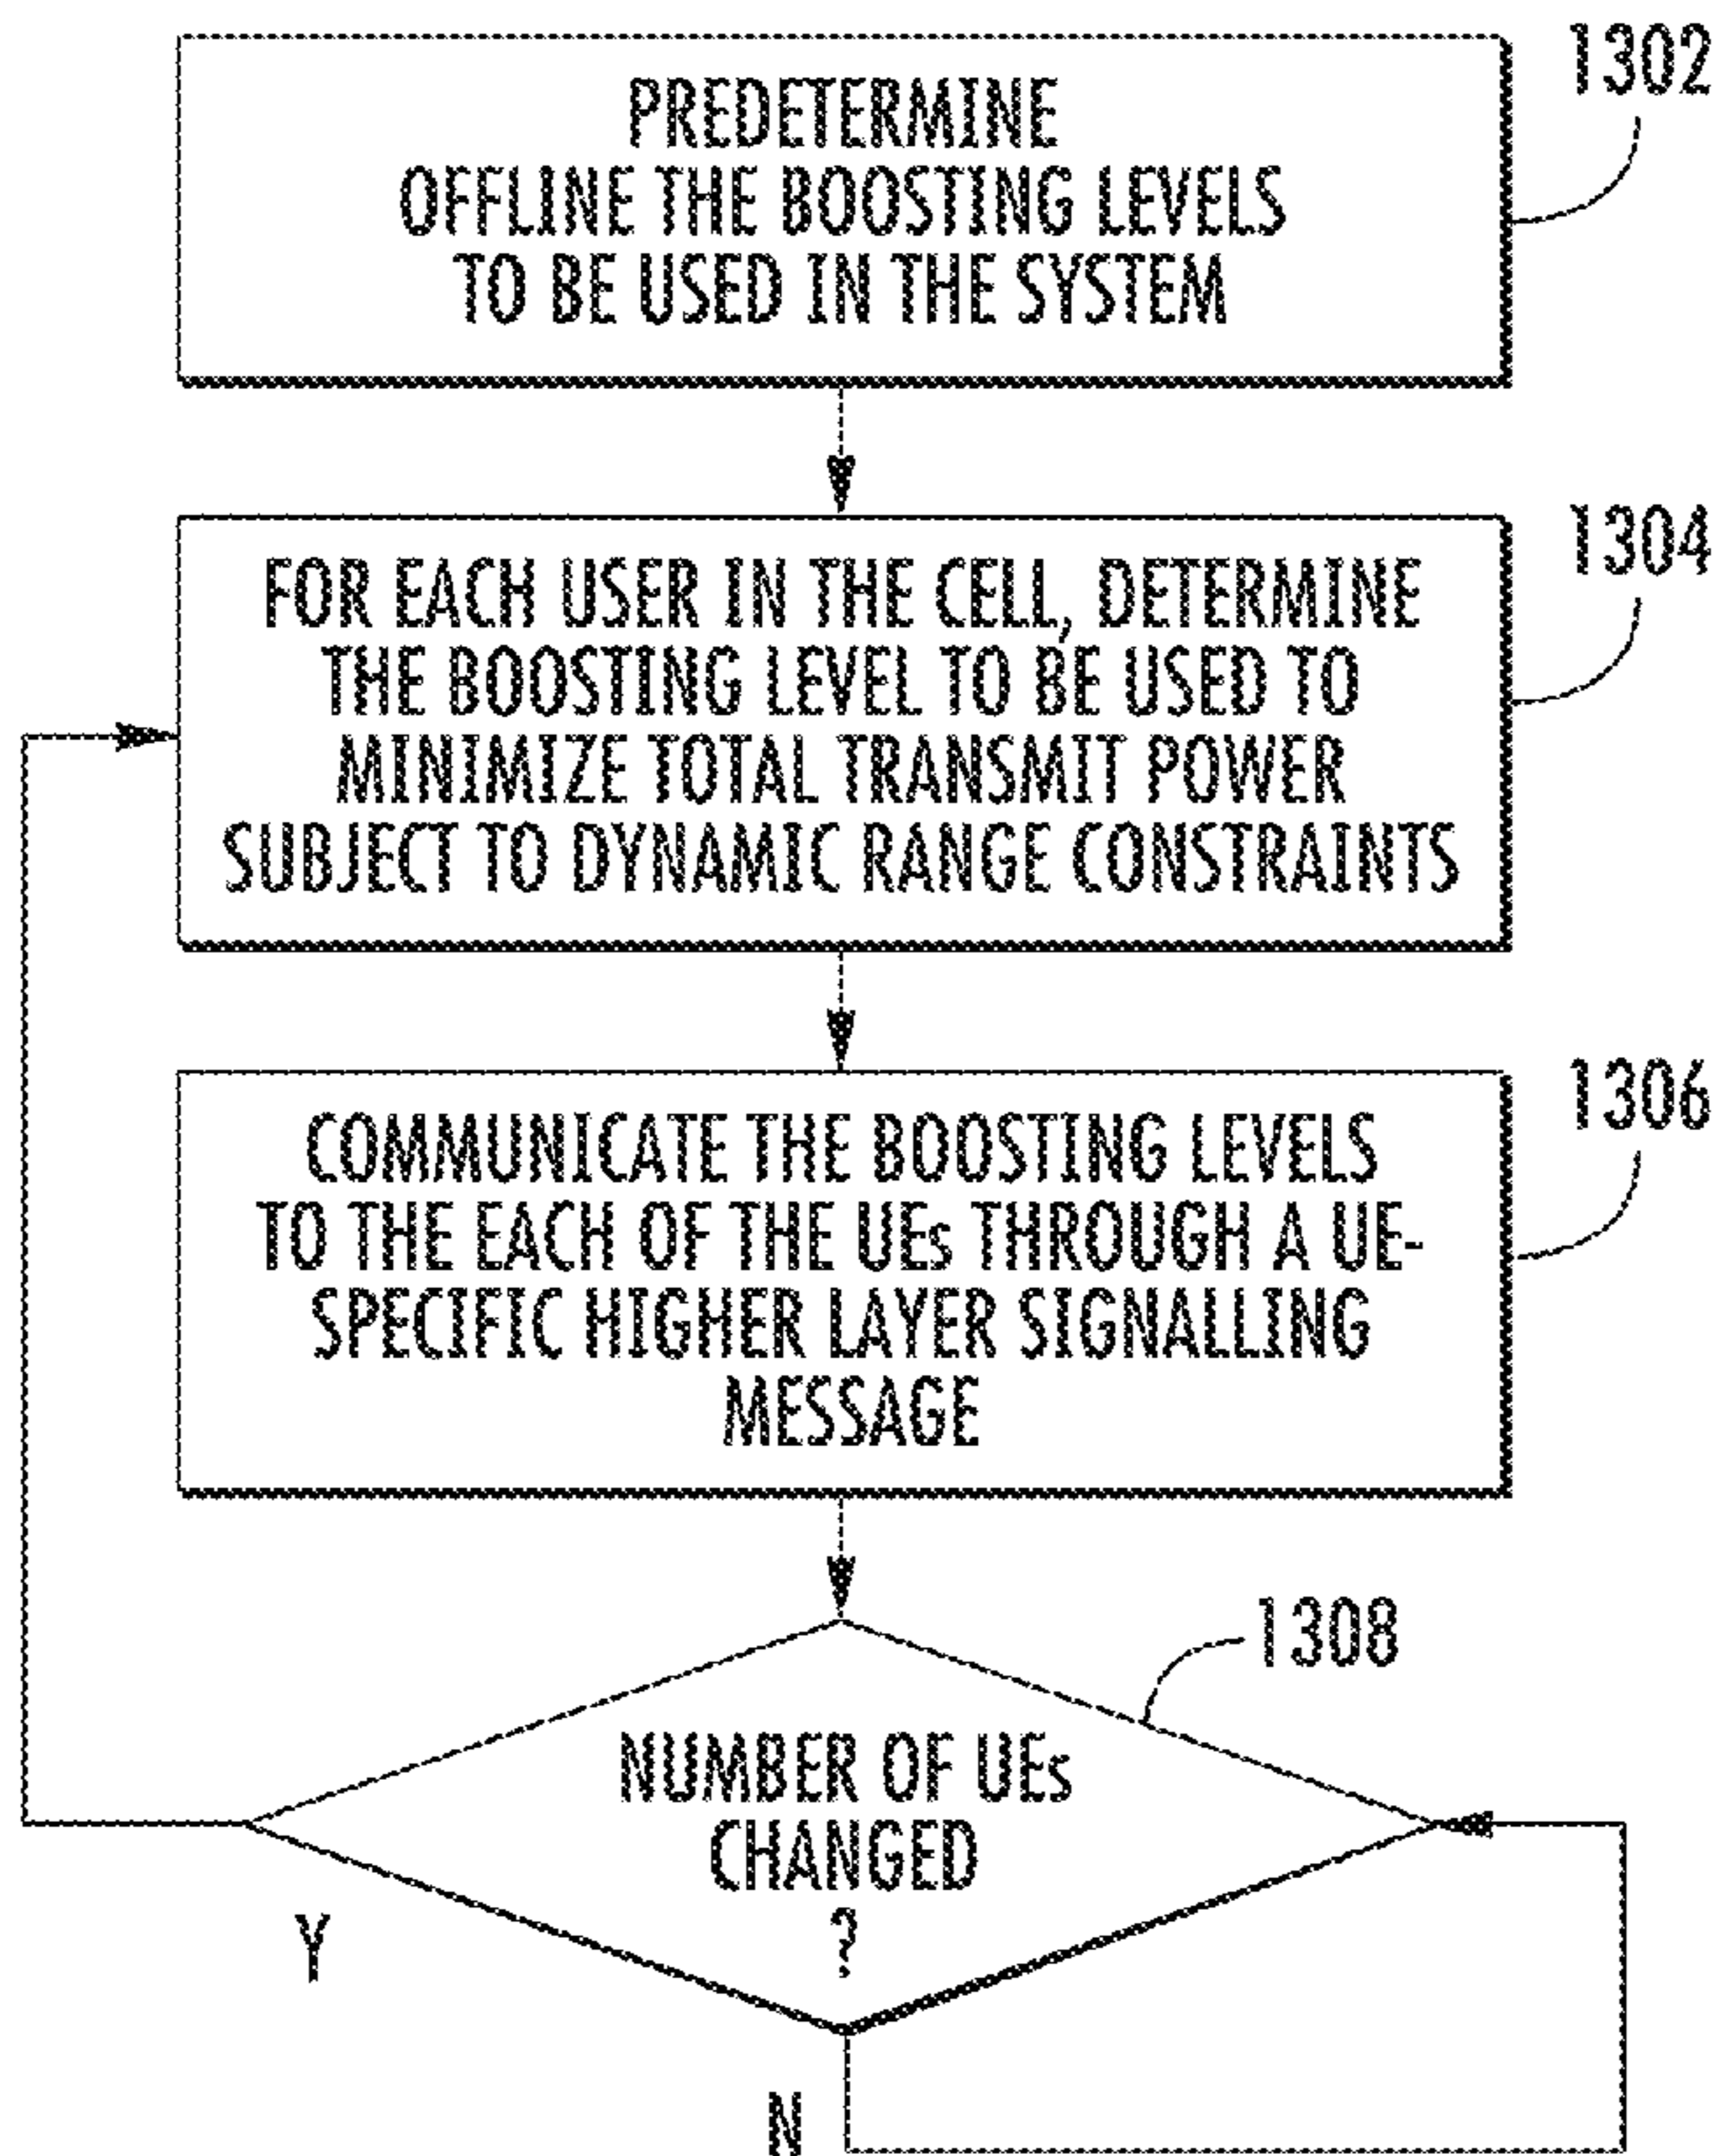 1302
PREDETERMINE
OFFLINE THE BOOSTING LEVELS
TO BE USED IN THE SYSTEM
1304
FOR EACH USER IN THE CELL, DETERMINE
THE BOOSTING LEVEL TO BE USED TO
MINIMIZE TOTAL TRANSMIT POWER
SUBJECT TO DYNAMIC RANGE CONSTRAINTS
1306
COMMUNICATE THE BOOSTING LEVELS
TO THE EACH OF THE UEs THROUGH A UE-
SPECIFIC HIGHER LAYER SIGNALLING
MESSAGE
1308
NUMBER OF UEs
CHANGED
?
Y
N